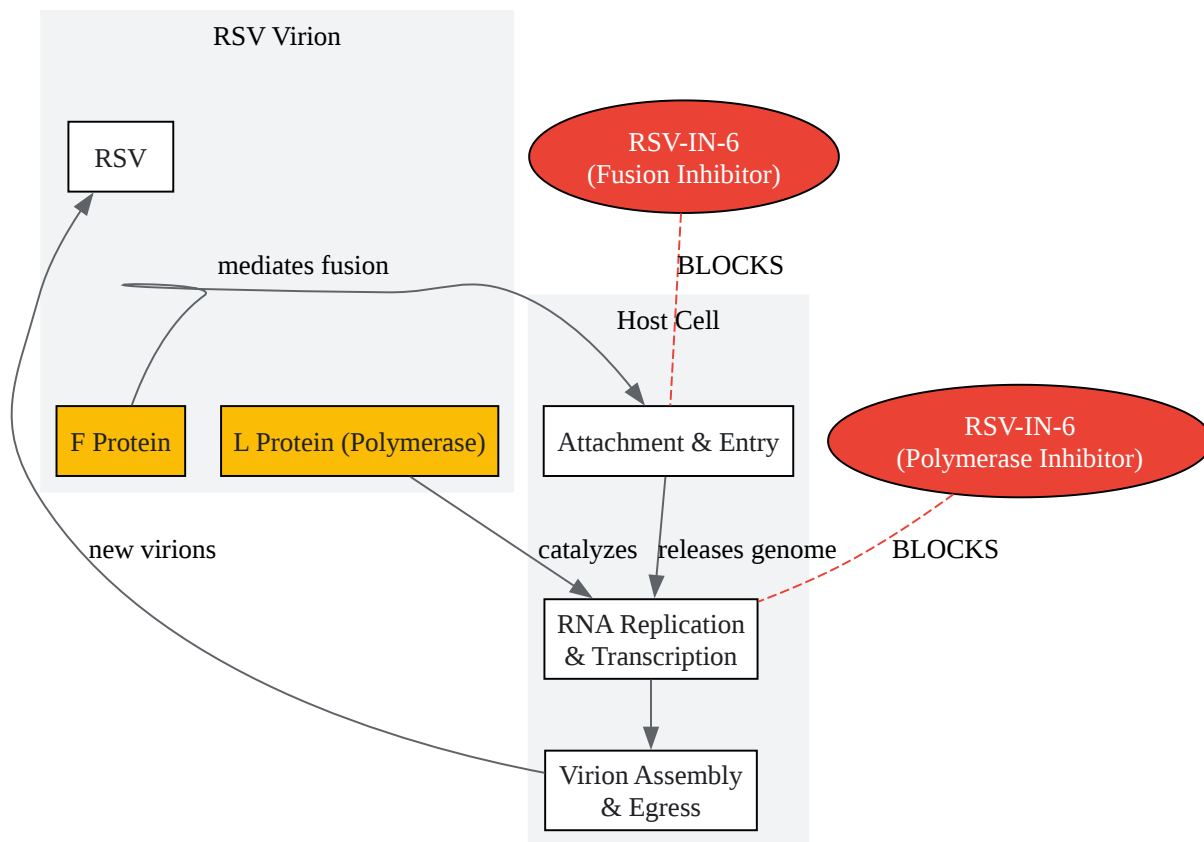 RSV Virion
RSV
RSV-IN-6
(Fusion Inhibitor)
mediates fusion
BLOCKS
Host Cell
F Protein
L Protein (Polymerase)
Attachment & Entry
RSV-IN-6
(Polymerase Inhibitor)
new virions
catalyzes
releases genome
BLOCKS
RNA Replication
& Transcription
Virion Assembly
& Egress